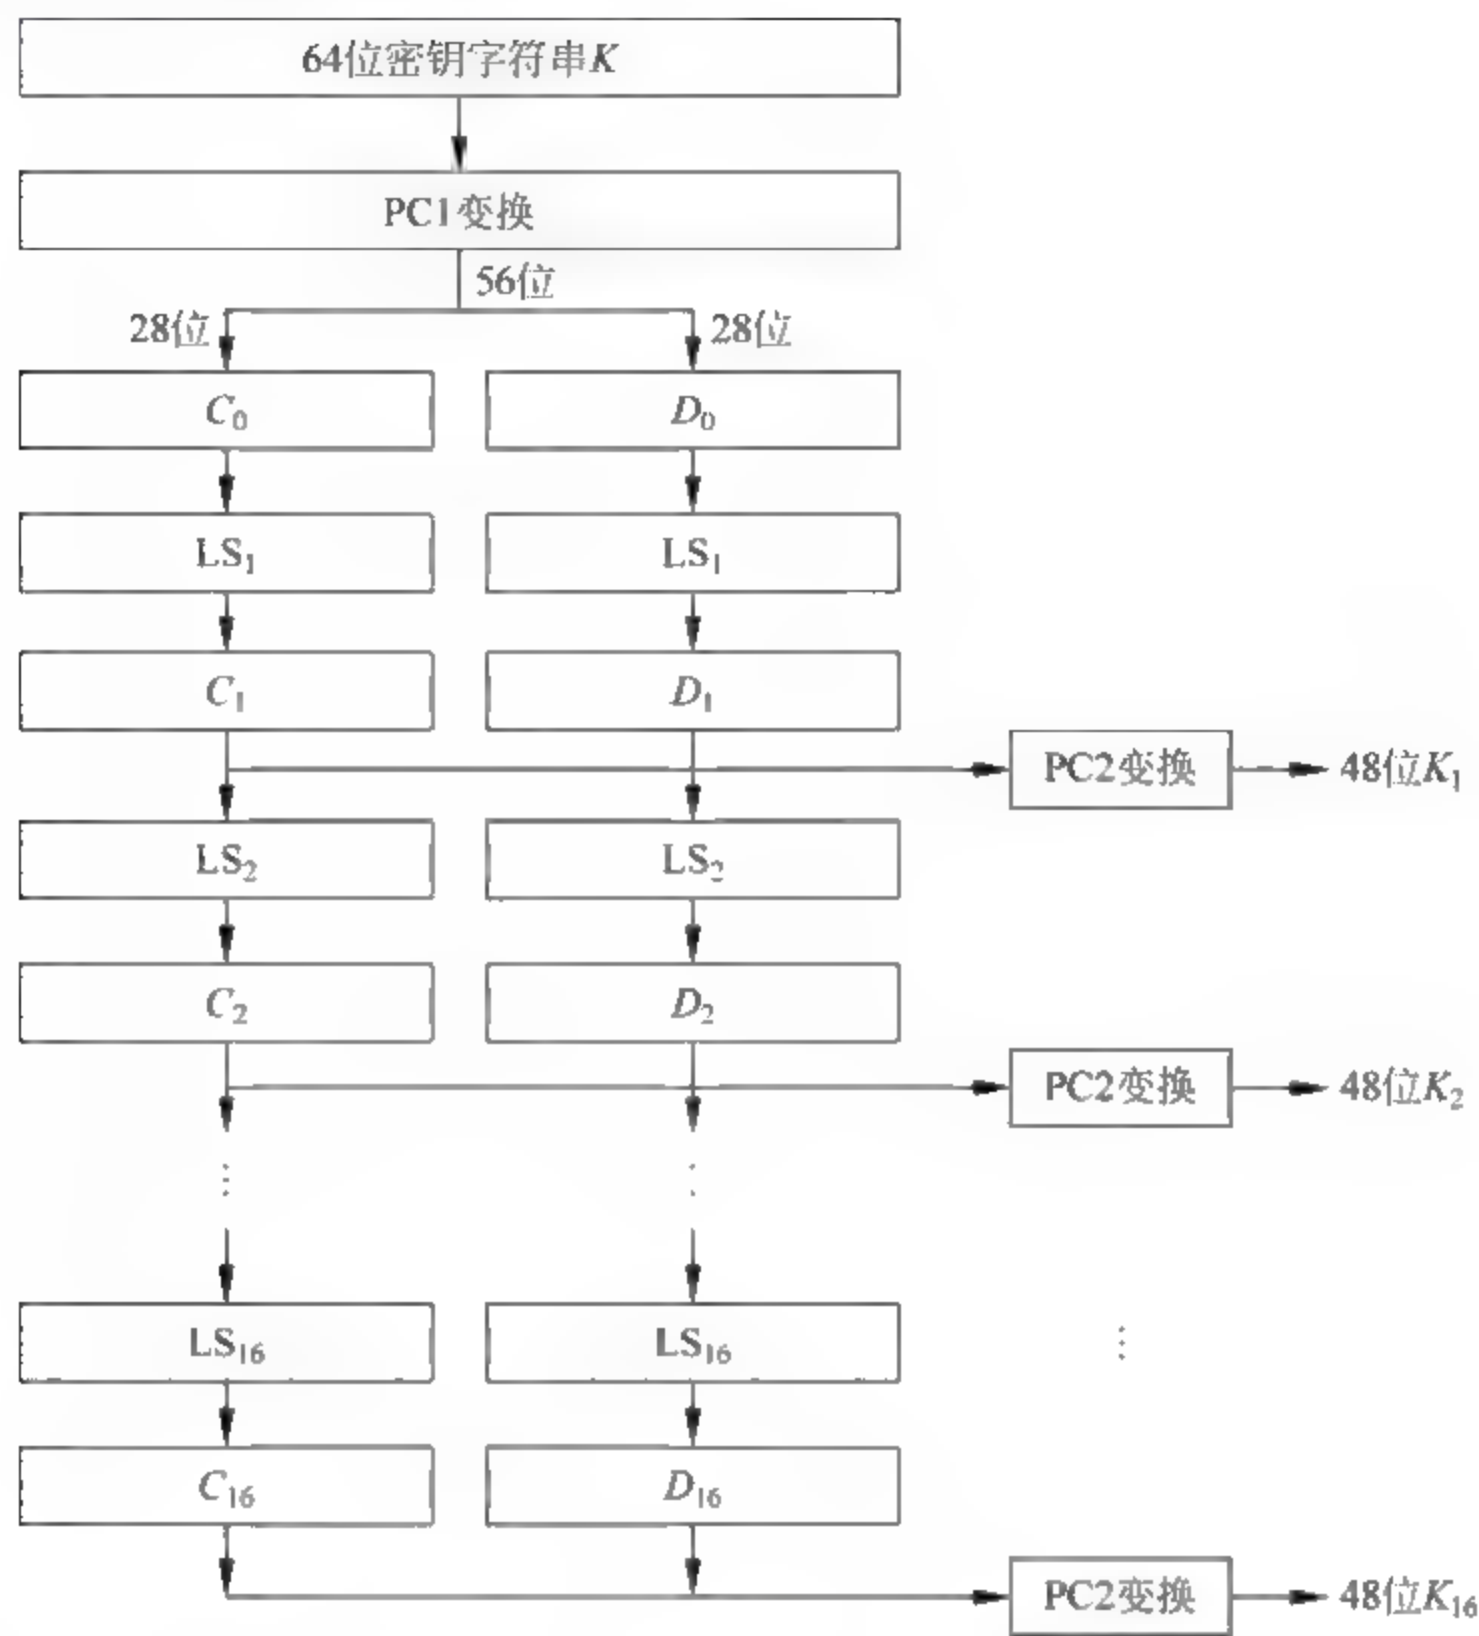 64位密钥字符串K
PC1变换
56位
28位 28位
C₀ D₀
LS₁ LS₁
C₁ D₁
PC2变换 48位K₁
LS₂ LS₂
C₂ D₂
PC2变换 48位K₂
⋮ ⋮
LS₁₆ LS₁₆ ⋮
C₁₆ D₁₆
PC2变换 48位K₁₆